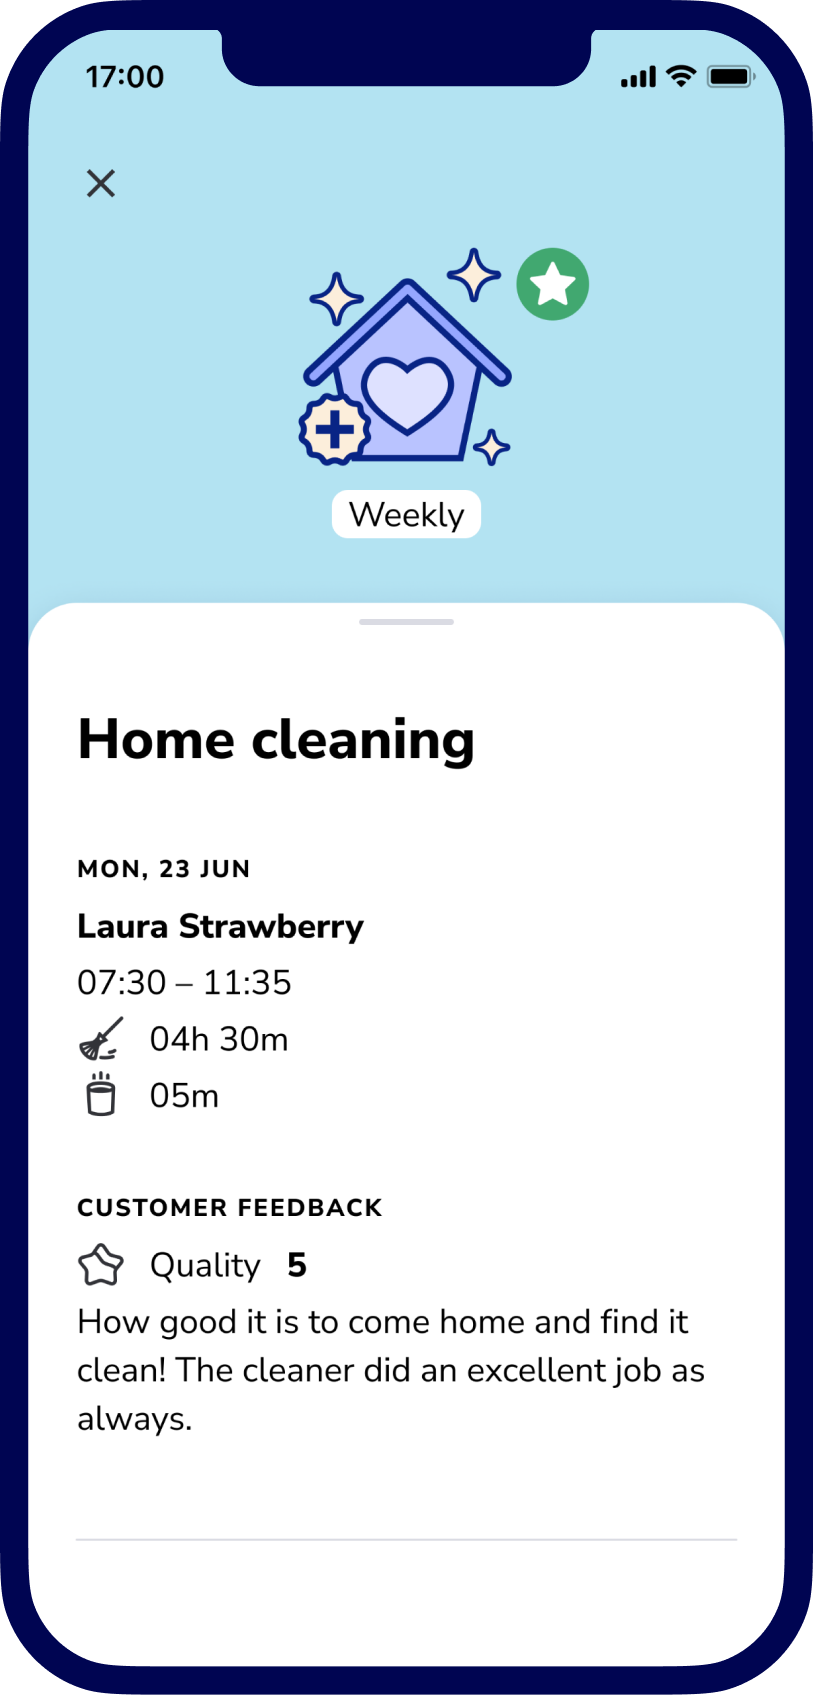 17:00
Weekly
Home cleaning
MON, 23 JUN
Laura Strawberry
07:30 – 11:35
04h 30m
05m
CUSTOMER FEEDBACK
Quality 5
How good it is to come home and find it
clean! The cleaner did an excellent job as
always.